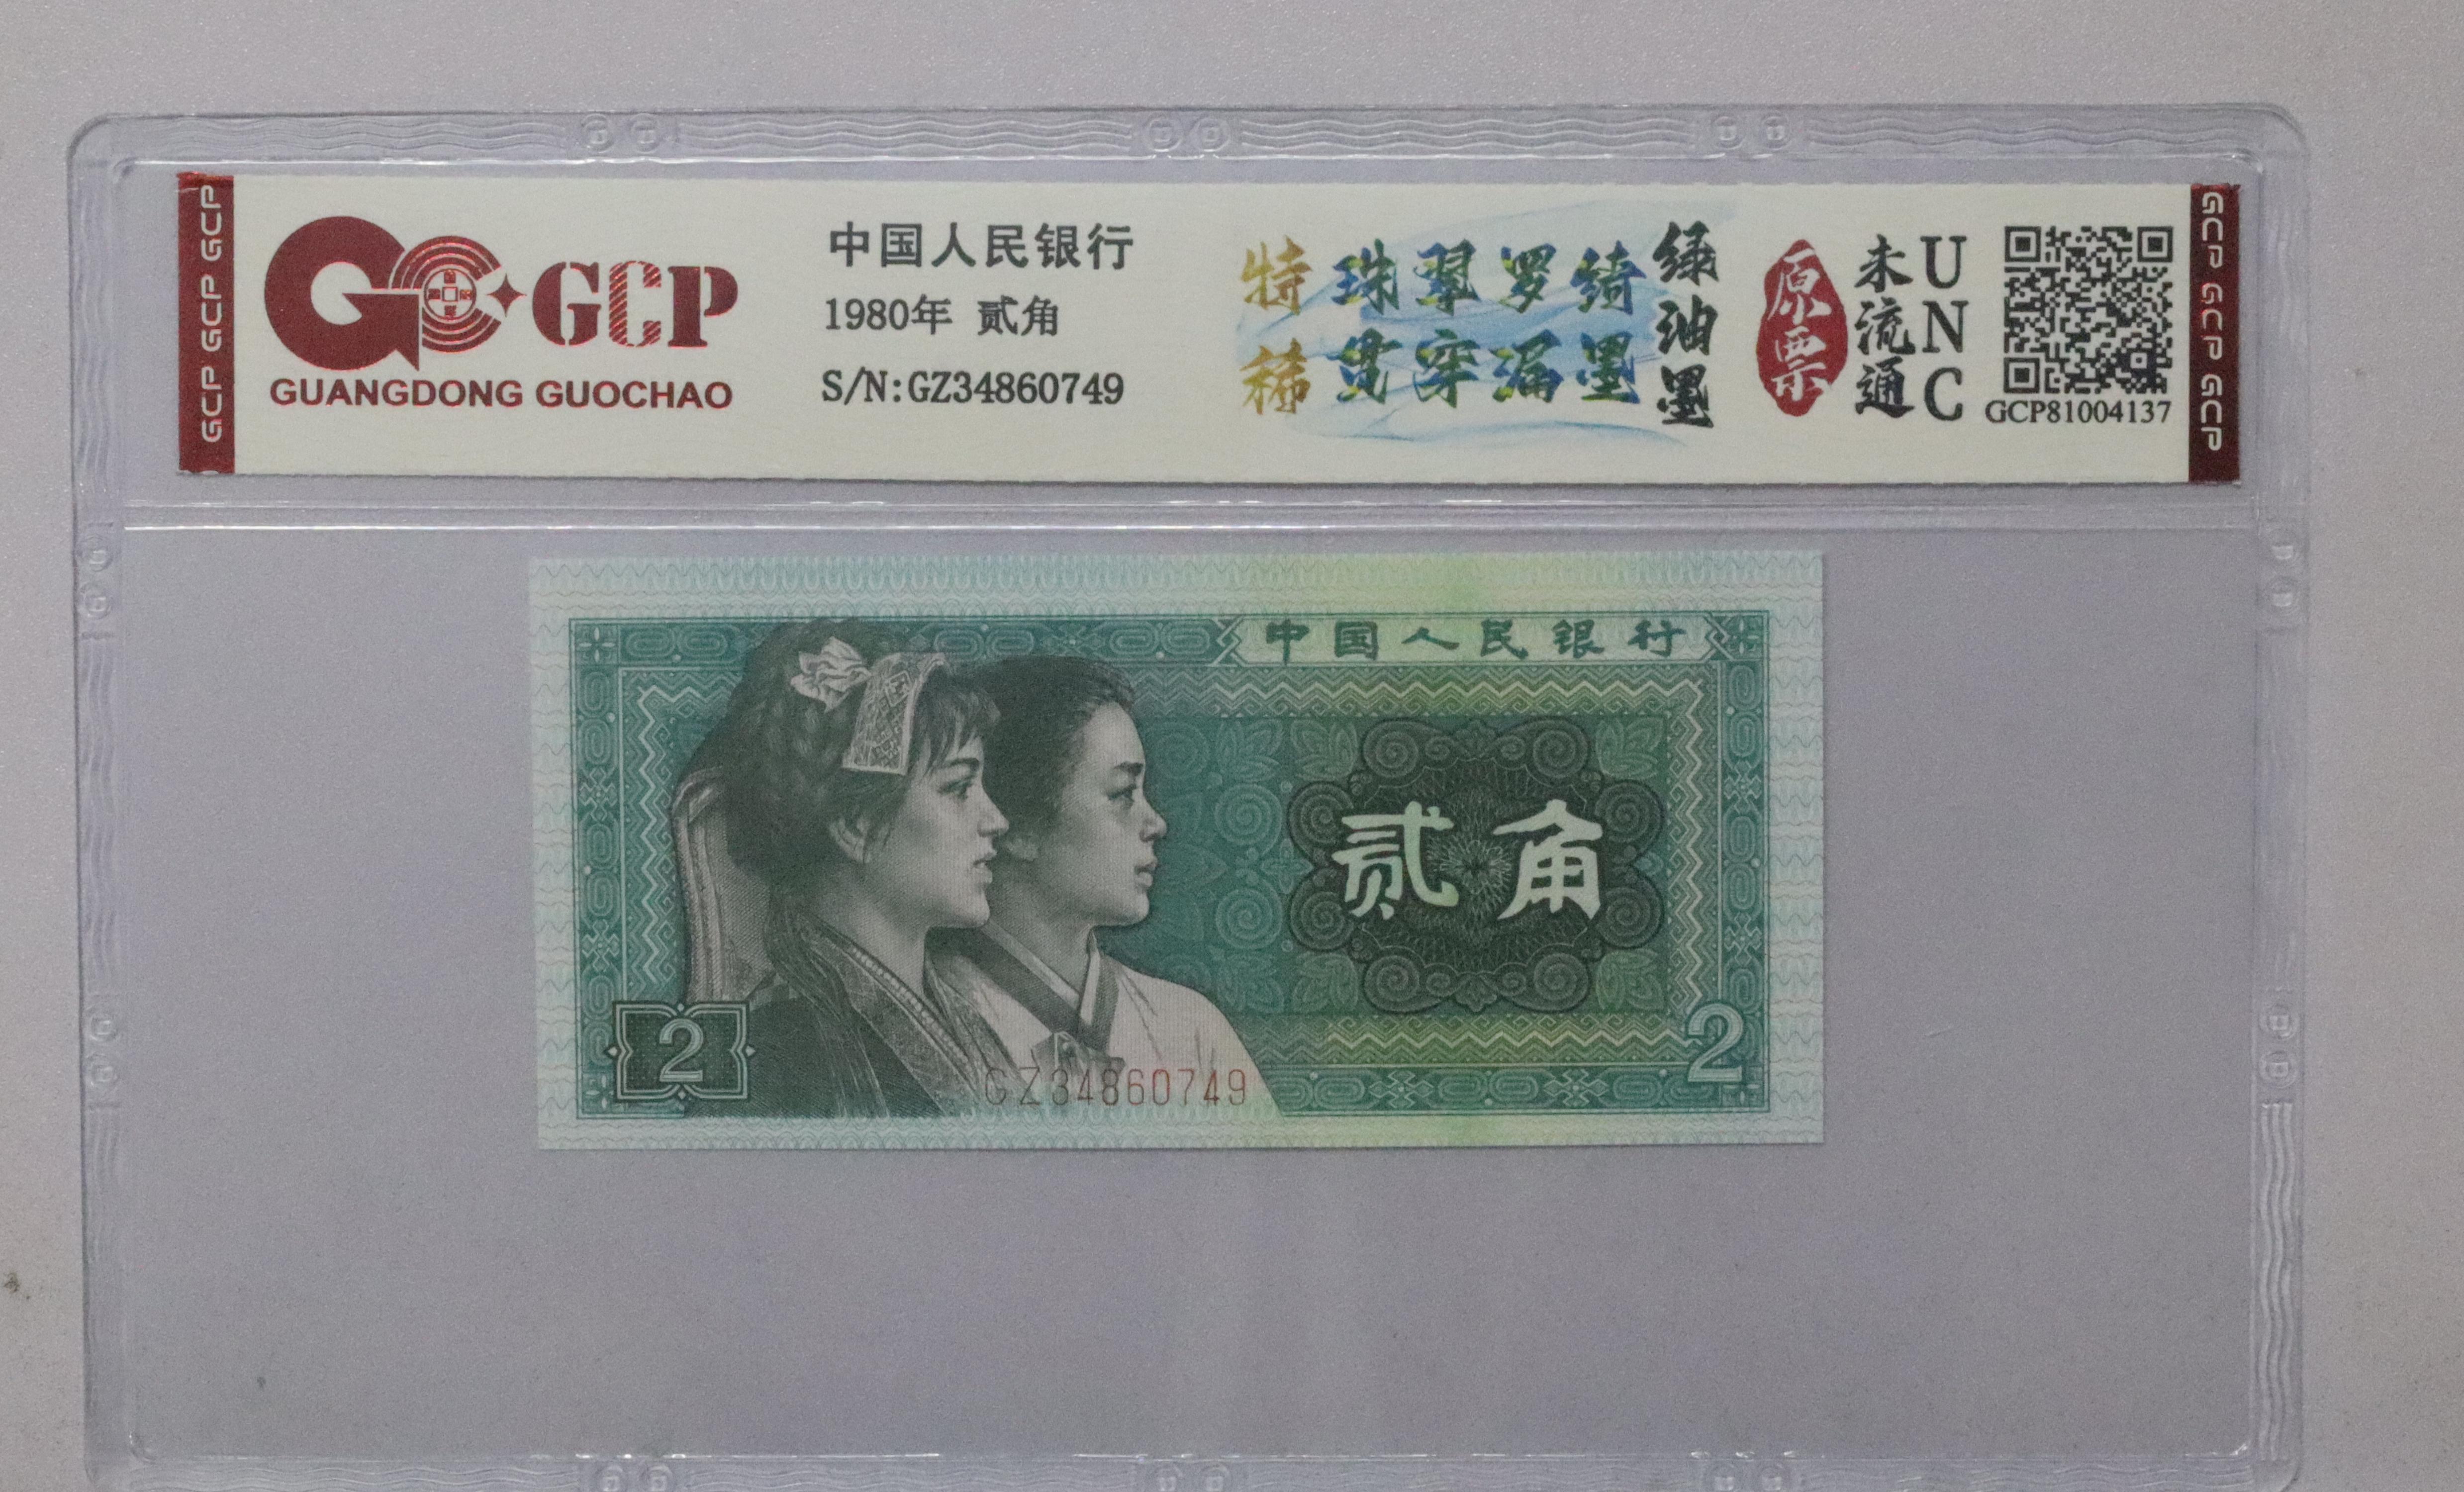 GCP GCP GCP
GCP
GUANGDONG GUOCHAO
中国人民银行
1980年 贰角
S/N:GZ34860749
特稀
珠翠罗绮
贯穿漏墨
绿油墨
原票
未流通
UNC
GCP81004137
GCP GCP GCP
中国人民银行
贰角
2
2
GZ34860749